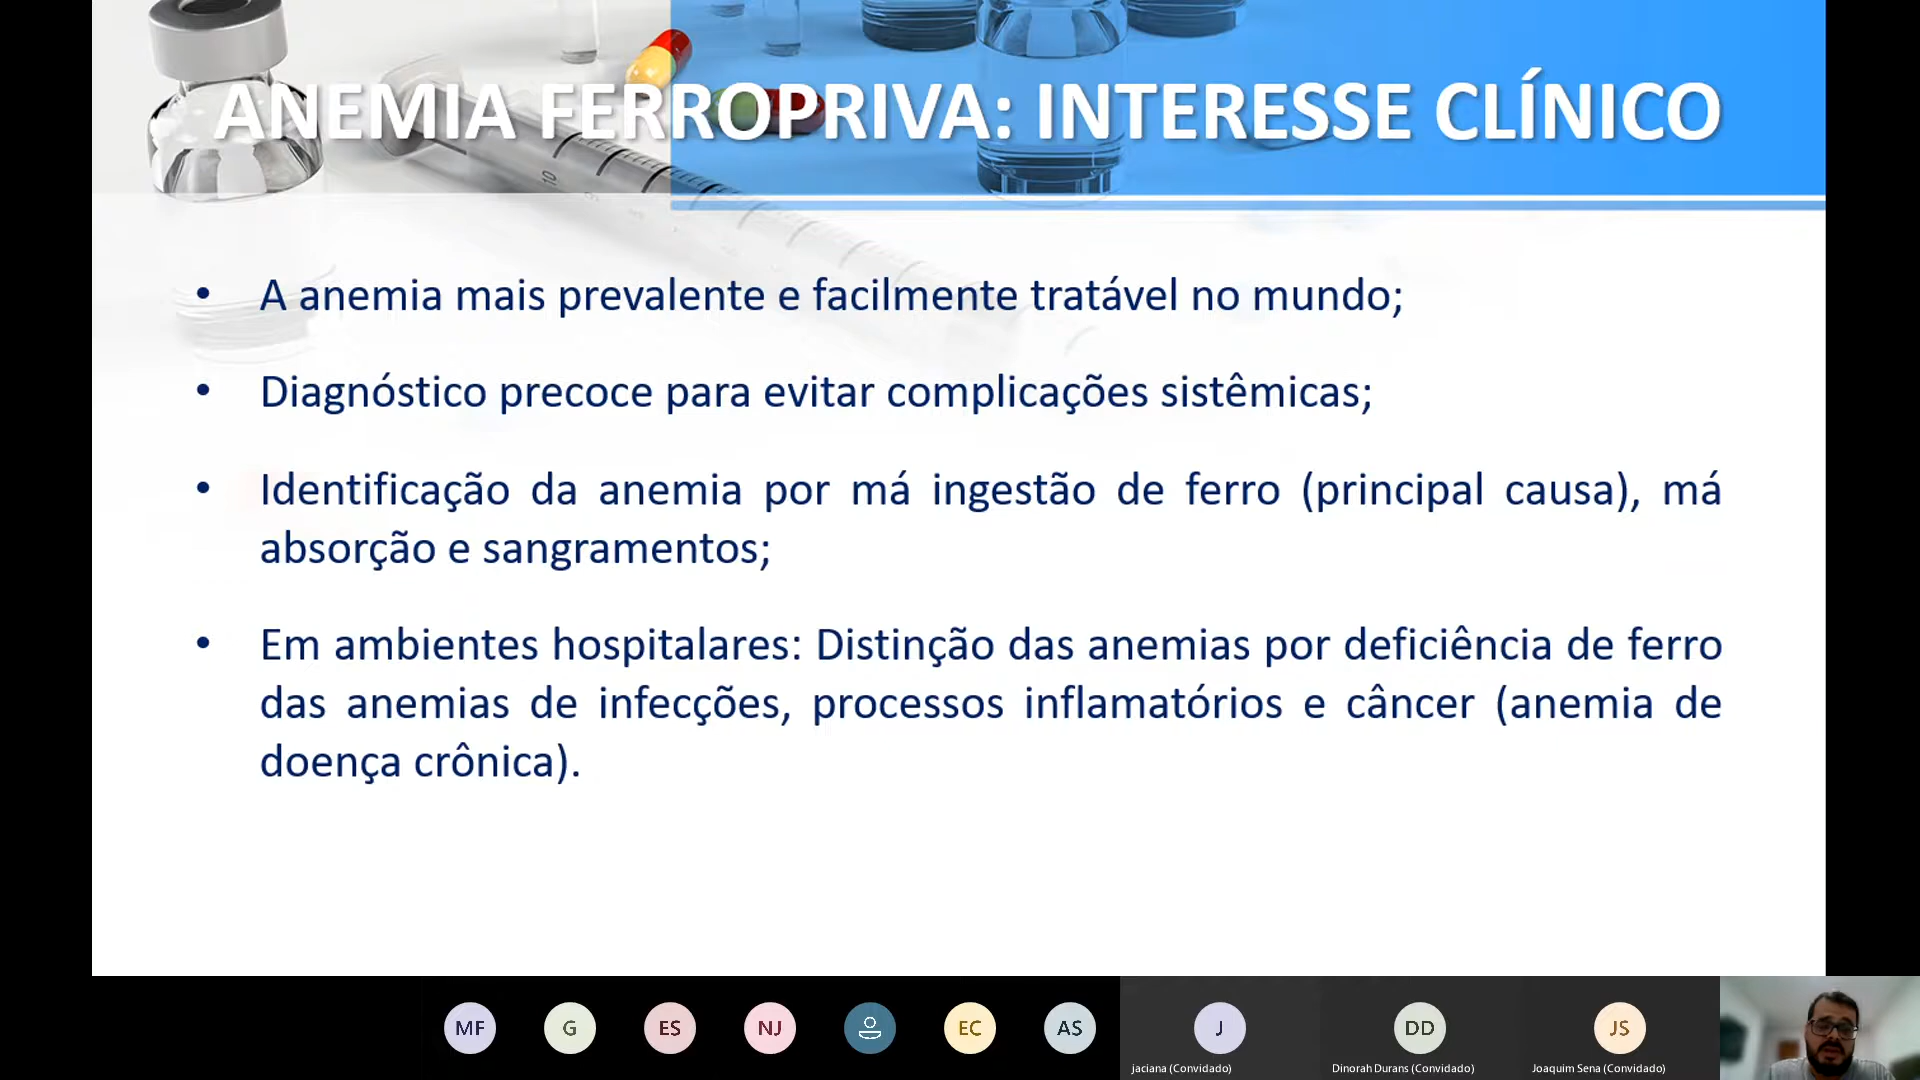 ANEMIA FERROPRIVA: INTERESSE CLÍNICO
• A anemia mais prevalente e facilmente tratável no mundo;
• Diagnóstico precoce para evitar complicações sistêmicas;
• Identificação da anemia por má ingestão de ferro (principal causa), má
absorção e sangramentos;
• Em ambientes hospitalares: Distinção das anemias por deficiência de ferro
das anemias de infecções, processos inflamatórios e câncer (anemia de
doença crônica).
MF G ES NJ EC AS J DD JS
jaciana (Convidado) Dinorah Durans (Convidado) Joaquim Sena (Convidado)